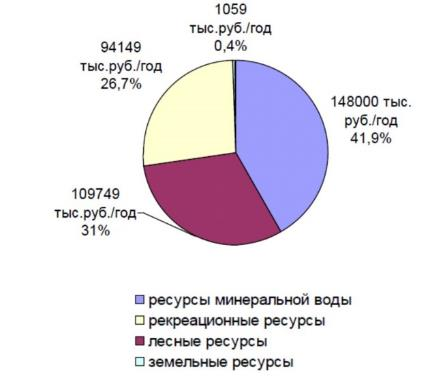 1059
тыс.руб./год
0,4%
94149
тыс.руб./год
26,7%
148000 тыс.
руб./год
41,9%
109749
тыс.руб./год
31%
ресурсы минеральной воды
рекреационные ресурсы
лесные ресурсы
земельные ресурсы